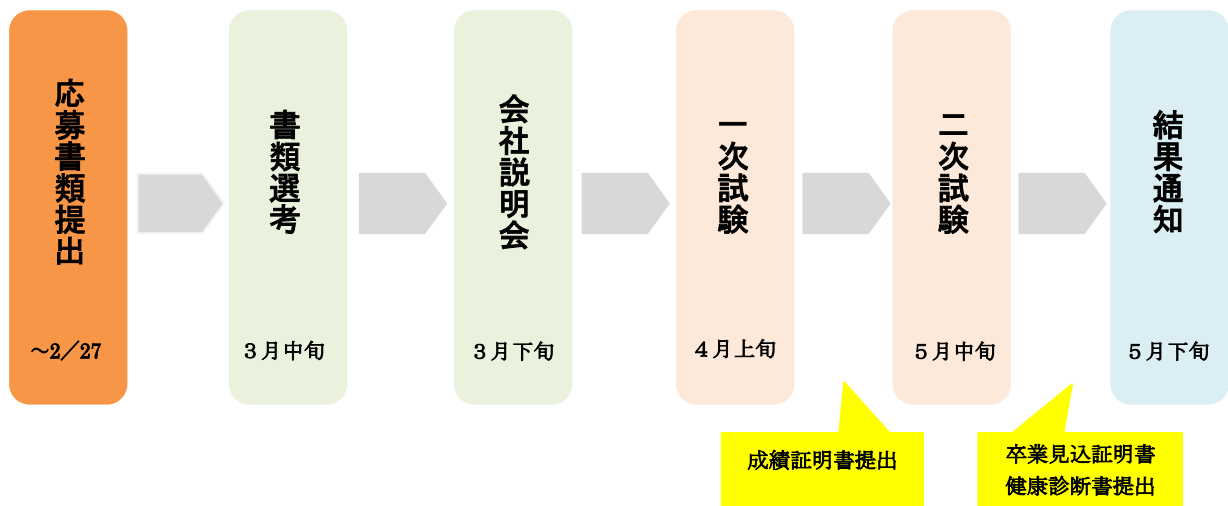 応募書類提出
～2／27
書類選考
３月中旬
会社説明会
３月下旬
一次試験
４月上旬
二次試験
５月中旬
結果通知
５月下旬
成績証明書提出
卒業見込証明書
健康診断書提出